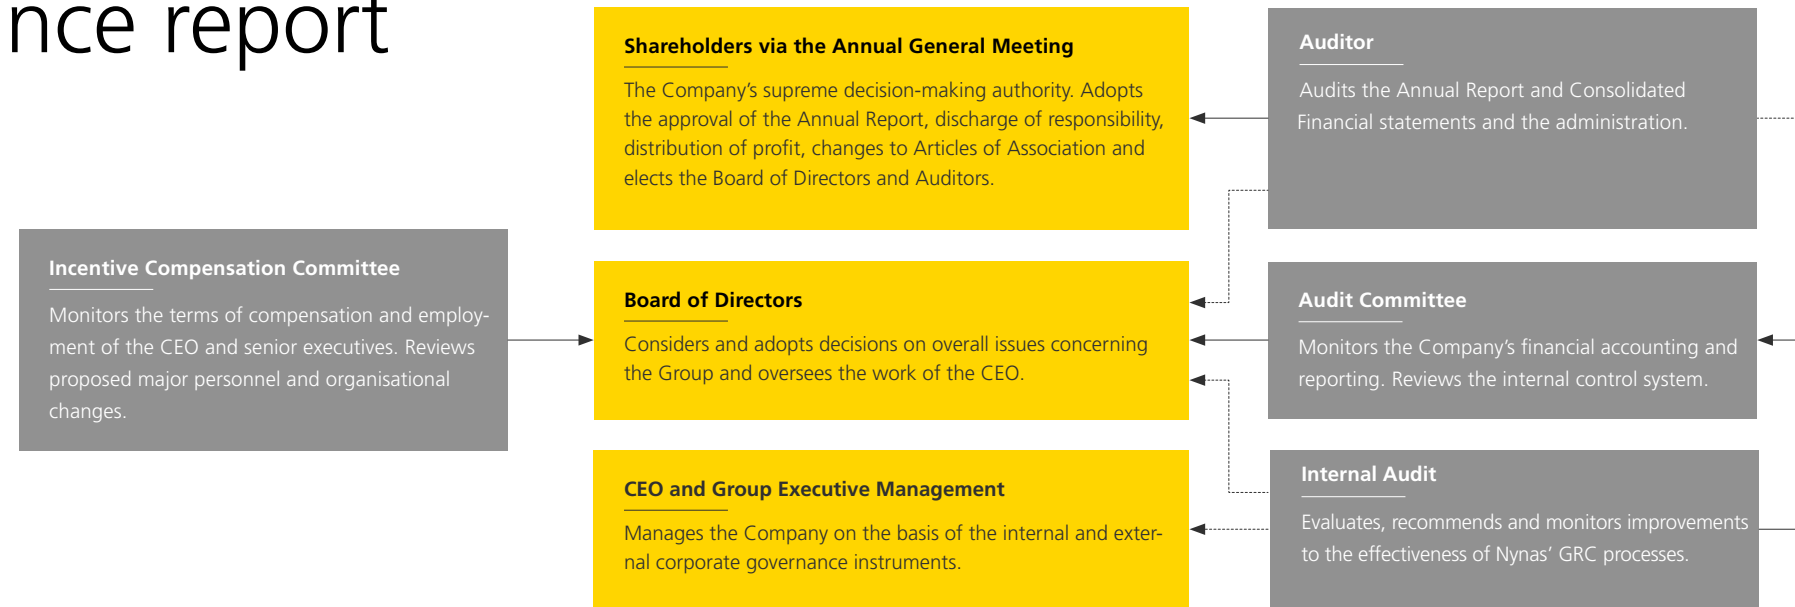 nce report
Shareholders via the Annual General Meeting
The Company’s supreme decision-making authority. Adopts
the approval of the Annual Report, discharge of responsibility,
distribution of profit, changes to Articles of Association and
elects the Board of Directors and Auditors.
Auditor
Audits the Annual Report and Consolidated
Financial statements and the administration.
Incentive Compensation Committee
Monitors the terms of compensation and employ-
ment of the CEO and senior executives. Reviews
proposed major personnel and organisational
changes.
Board of Directors
Considers and adopts decisions on overall issues concerning
the Group and oversees the work of the CEO.
Audit Committee
Monitors the Company’s financial accounting and
reporting. Reviews the internal control system.
CEO and Group Executive Management
Manages the Company on the basis of the internal and exter-
nal corporate governance instruments.
Internal Audit
Evaluates, recommends and monitors improvements
to the effectiveness of Nynas’ GRC processes.